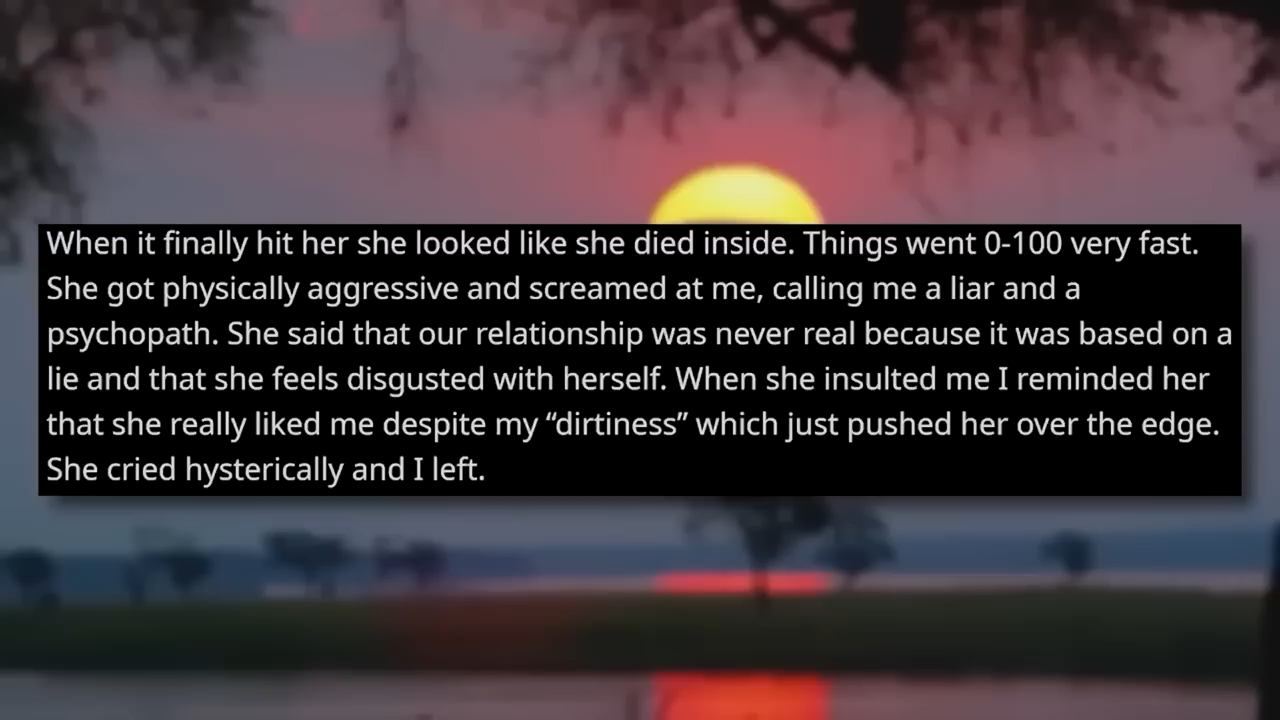 When it finally hit her she looked like she died inside. Things went 0-100 very fast.
She got physically aggressive and screamed at me, calling me a liar and a
psychopath. She said that our relationship was never real because it was based on a
lie and that she feels disgusted with herself. When she insulted me I reminded her
that she really liked me despite my “dirtiness” which just pushed her over the edge.
She cried hysterically and I left.